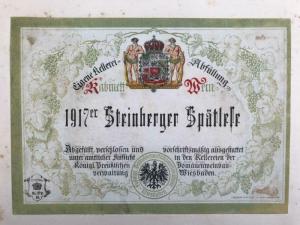 Eigene Kellerei-Abfüllung
Kabinett Wein
1917er Steinberger Spätlese
Abgefüllt, verschlossen und vorschriftsmäßig ausgestattet
unter amtlicher Aufsicht in den Kellereien der
Königl. Preußischen Domänenweinbau-
verwaltung Wiesbaden.